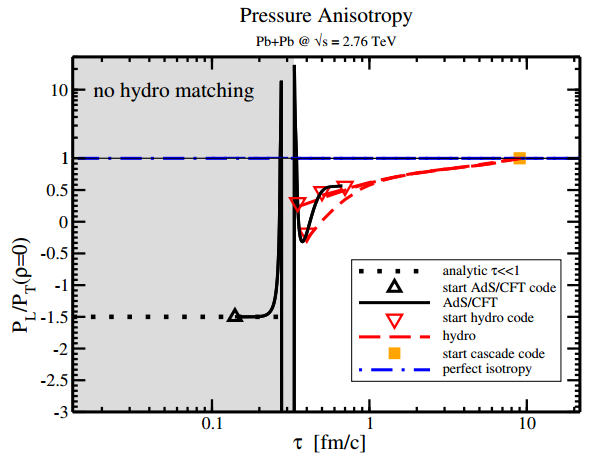 Pressure Anisotropy
Pb+Pb @ √s = 2.76 TeV
no hydro matching
10
1
0.5
0
-0.5
-1
-1.5
-2
-2.5
-3
P_L/P_T(ρ=0)
analytic τ<<1
start AdS/CFT code
AdS/CFT
start hydro code
hydro
start cascade code
perfect isotropy
0.1
1
10
τ [fm/c]